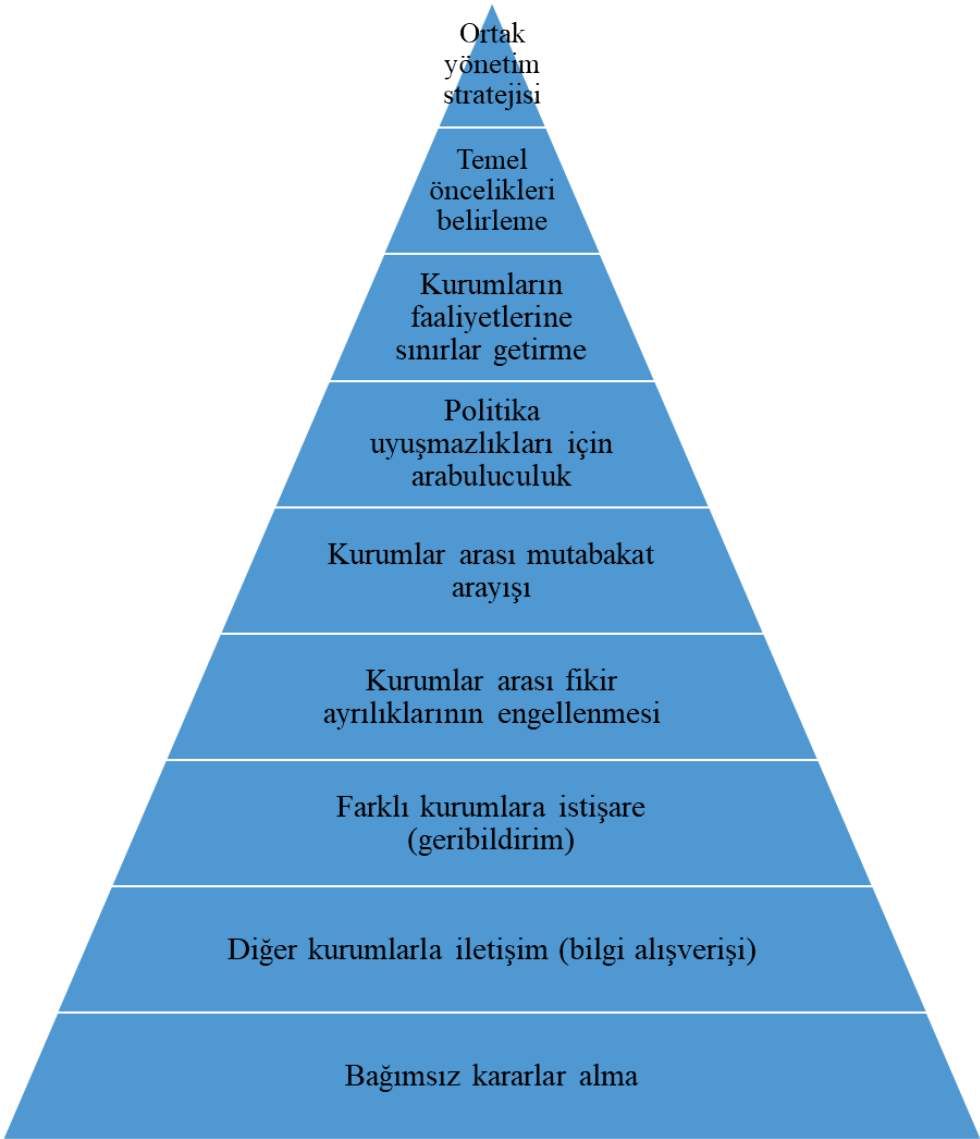 Ortak
yönetim
stratejisi
Temel
öncelikleri
belirleme
Kurumların
faaliyetlerine
sınırlar getirme
Politika
uyuşmazlıkları için
arabuluculuk
Kurumlar arası mutabakat
arayışı
Kurumlar arası fikir
ayrılıklarının engellenmesi
Farklı kurumlara istişare
(geribildirim)
Diğer kurumlarla iletişim (bilgi alışverişi)
Bağımsız kararlar alma